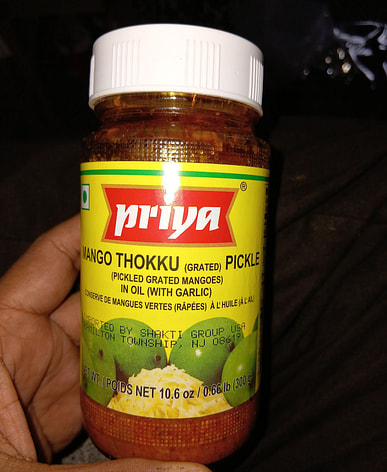 priya
®
MANGO THOKKU (GRATED) PICKLE
(PICKLED GRATED MANGOES)
IN OIL (WITH GARLIC)
CONSERVE DE MANGUES VERTES (RÂPÉES) À L'HUILE (À L'AIL)
IMPORTED BY SHAKTI GROUP USA
HAMILTON TOWNSHIP, NJ 08619
NET WT. / POIDS NET 10.6 oz / 0.66 lb (300 g)